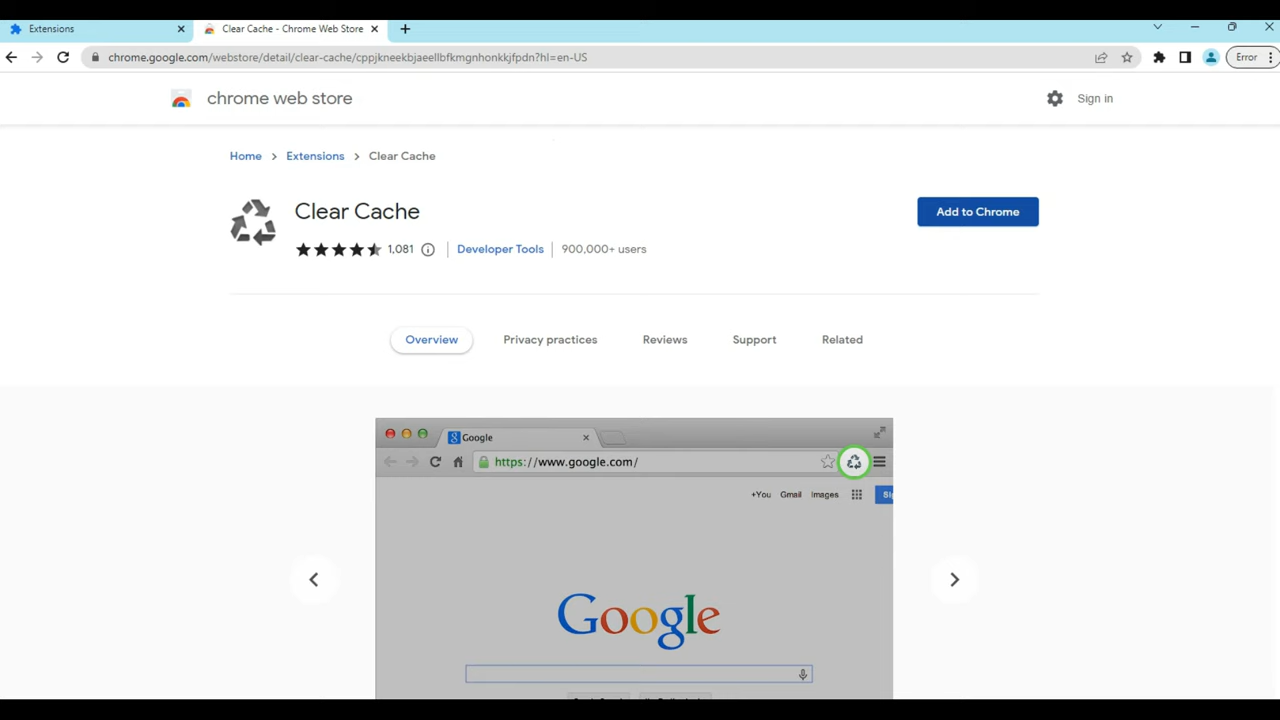 Extensions
Clear Cache - Chrome Web Store
chrome.google.com/webstore/detail/clear-cache/cppjkneekbjaeellbfkmgnhonkkjfpdn?hl=en-US
Error
chrome web store
Sign in
Home > Extensions > Clear Cache
Clear Cache
Add to Chrome
1,081
Developer Tools
900,000+ users
Overview
Privacy practices
Reviews
Support
Related
Google
https://www.google.com/
+You Gmail Images
Google